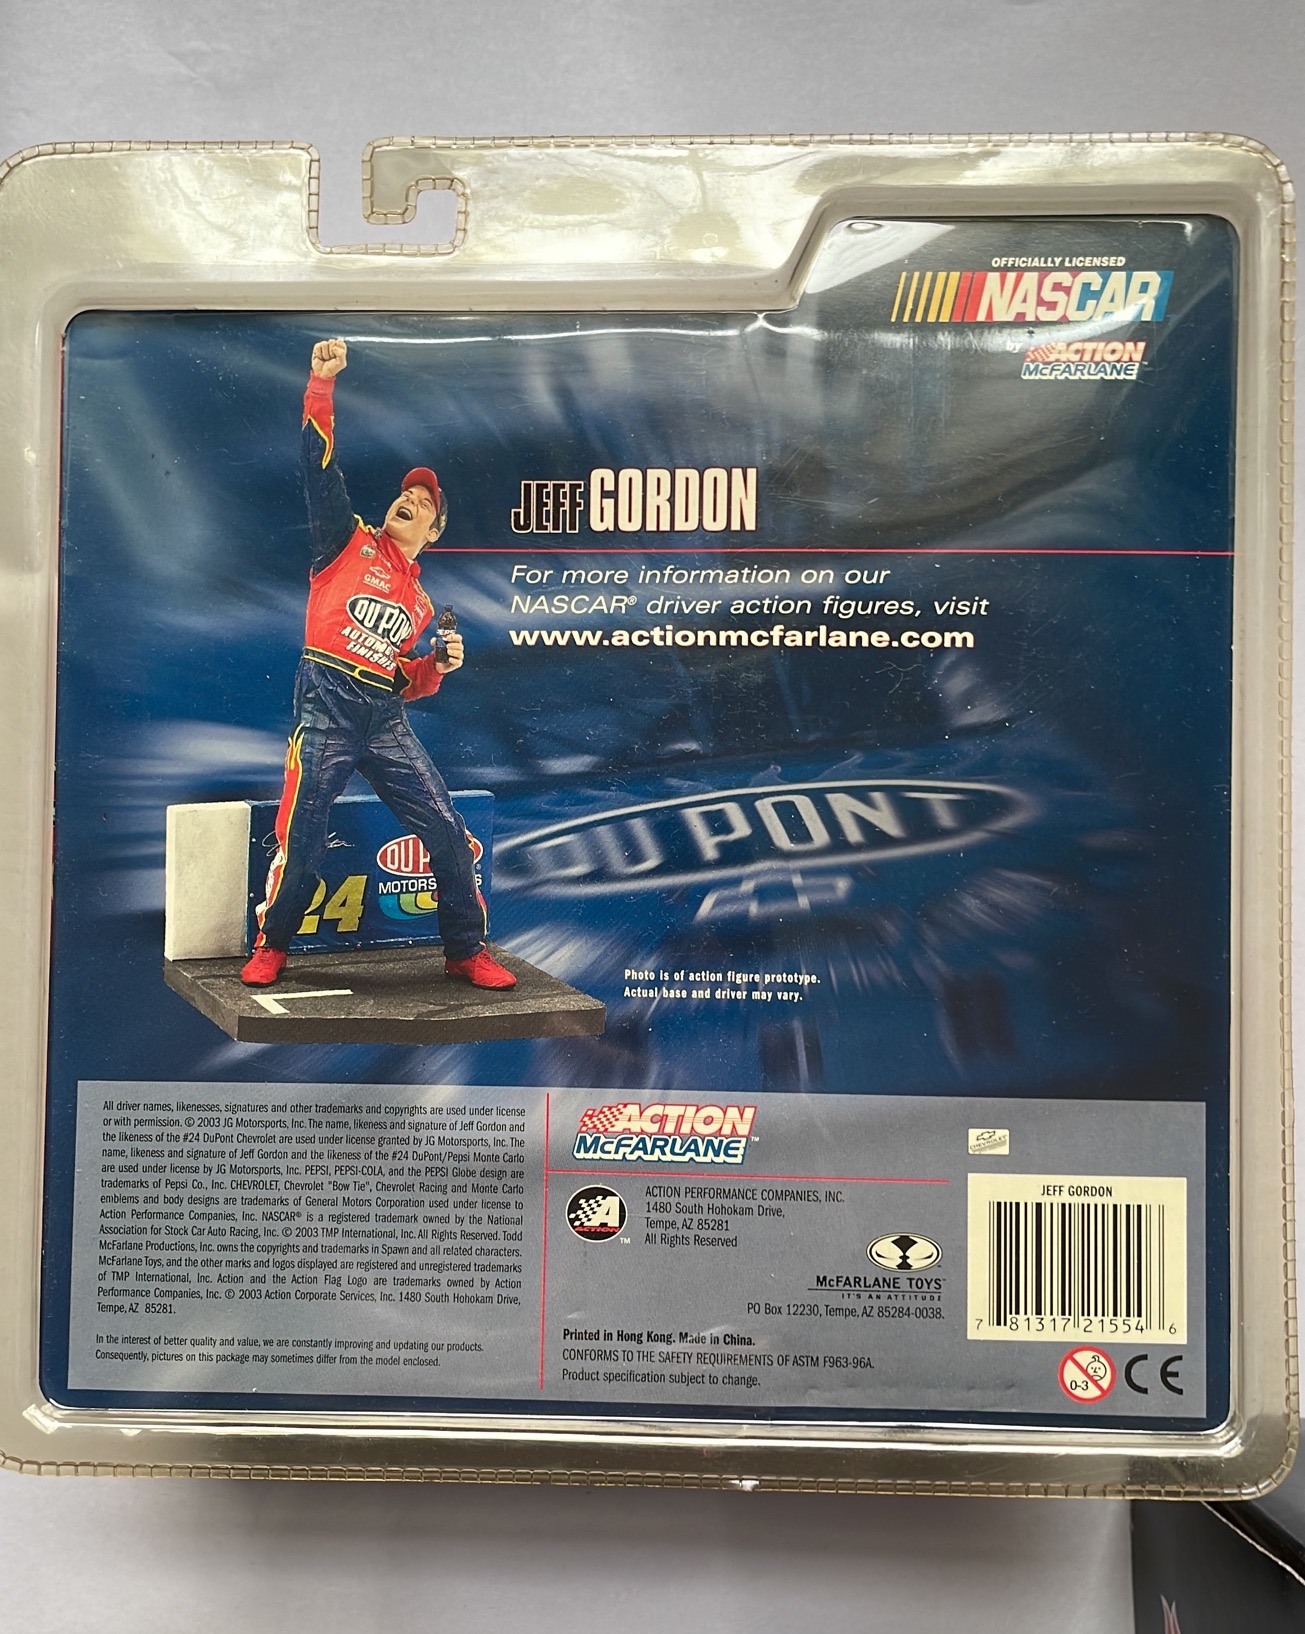 OFFICIALLY LICENSED
NASCAR
by ACTION
McFARLANE™
JEFF GORDON
For more information on our
NASCAR® driver action figures, visit
www.actionmcfarlane.com
GMAC
DU PONT
AUTOMO
FINISHES
DU PONT
24
DU P
MOTORS S
Photo is of action figure prototype.
Actual base and driver may vary.
All driver names, likenesses, signatures and other trademarks and copyrights are used under license
or with permission. © 2003 JG Motorsports, Inc. The name, likeness and signature of Jeff Gordon and
the likeness of the #24 DuPont Chevrolet are used under license granted by JG Motorsports, Inc. The
name, likeness and signature of Jeff Gordon and the likeness of the #24 DuPont/Pepsi Monte Carlo
are used under license by JG Motorsports, Inc. PEPSI, PEPSI-COLA, and the PEPSI Globe design are
trademarks of Pepsi Co., Inc. CHEVROLET, Chevrolet "Bow Tie", Chevrolet Racing and Monte Carlo
emblems and body designs are trademarks of General Motors Corporation used under license to
Action Performance Companies, Inc. NASCAR® is a registered trademark owned by the National
Association for Stock Car Auto Racing, Inc. © 2003 TMP International, Inc. All Rights Reserved. Todd
McFarlane Productions, Inc. owns the copyrights and trademarks in Spawn and all related characters.
McFarlane Toys, and the other marks and logos displayed are registered and unregistered trademarks
of TMP International, Inc. Action and the Action Flag Logo are trademarks owned by Action
Performance Companies, Inc. © 2003 Action Corporate Services, Inc. 1480 South Hohokam Drive,
Tempe, AZ 85281.
In the interest of better quality and value, we are constantly improving and updating our products.
Consequently, pictures on this package may sometimes differ from the model enclosed.
ACTION
McFARLANE™
A
ACTION
™
ACTION PERFORMANCE COMPANIES, INC.
1480 South Hohokam Drive,
Tempe, AZ 85281
All Rights Reserved
McFARLANE TOYS™
IT'S AN ATTITUDE
PO Box 12230, Tempe, AZ 85284-0038.
Printed in Hong Kong. Made in China.
CONFORMS TO THE SAFETY REQUIREMENTS OF ASTM F963-96A.
Product specification subject to change.
CHEVROLET
JEFF GORDON
7 81317 21554 6
0-3
CE